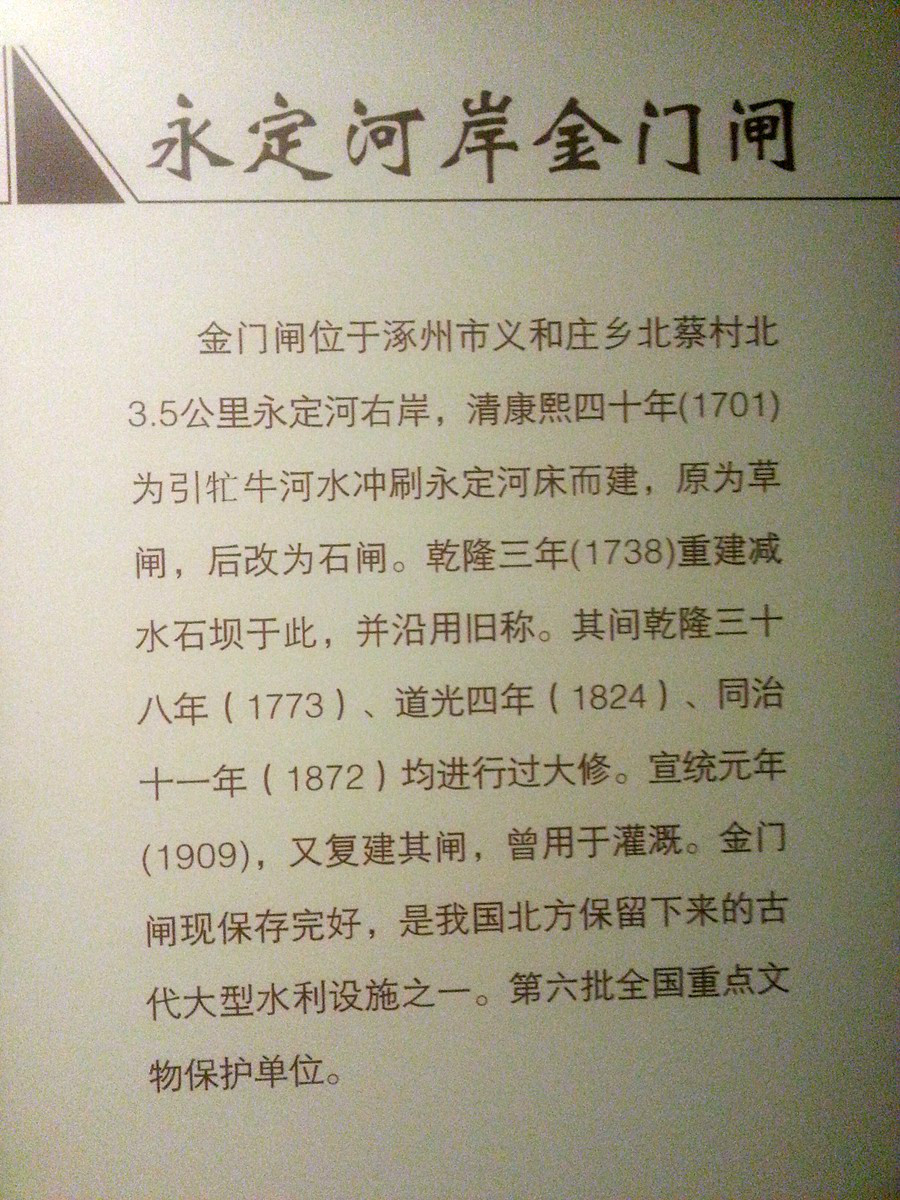 永定河岸金门闸
金门闸位于涿州市义和庄乡北蔡村北
3.5公里永定河右岸，清康熙四十年(1701)
为引牤牛河水冲刷永定河床而建，原为草
闸，后改为石闸。乾隆三年(1738)重建减
水石坝于此，并沿用旧称。其间乾隆三十
八年（1773）、道光四年（1824）、同治
十一年（1872）均进行过大修。宣统元年
(1909)，又复建其闸，曾用于灌溉。金门
闸现保存完好，是我国北方保留下来的古
代大型水利设施之一。第六批全国重点文
物保护单位。